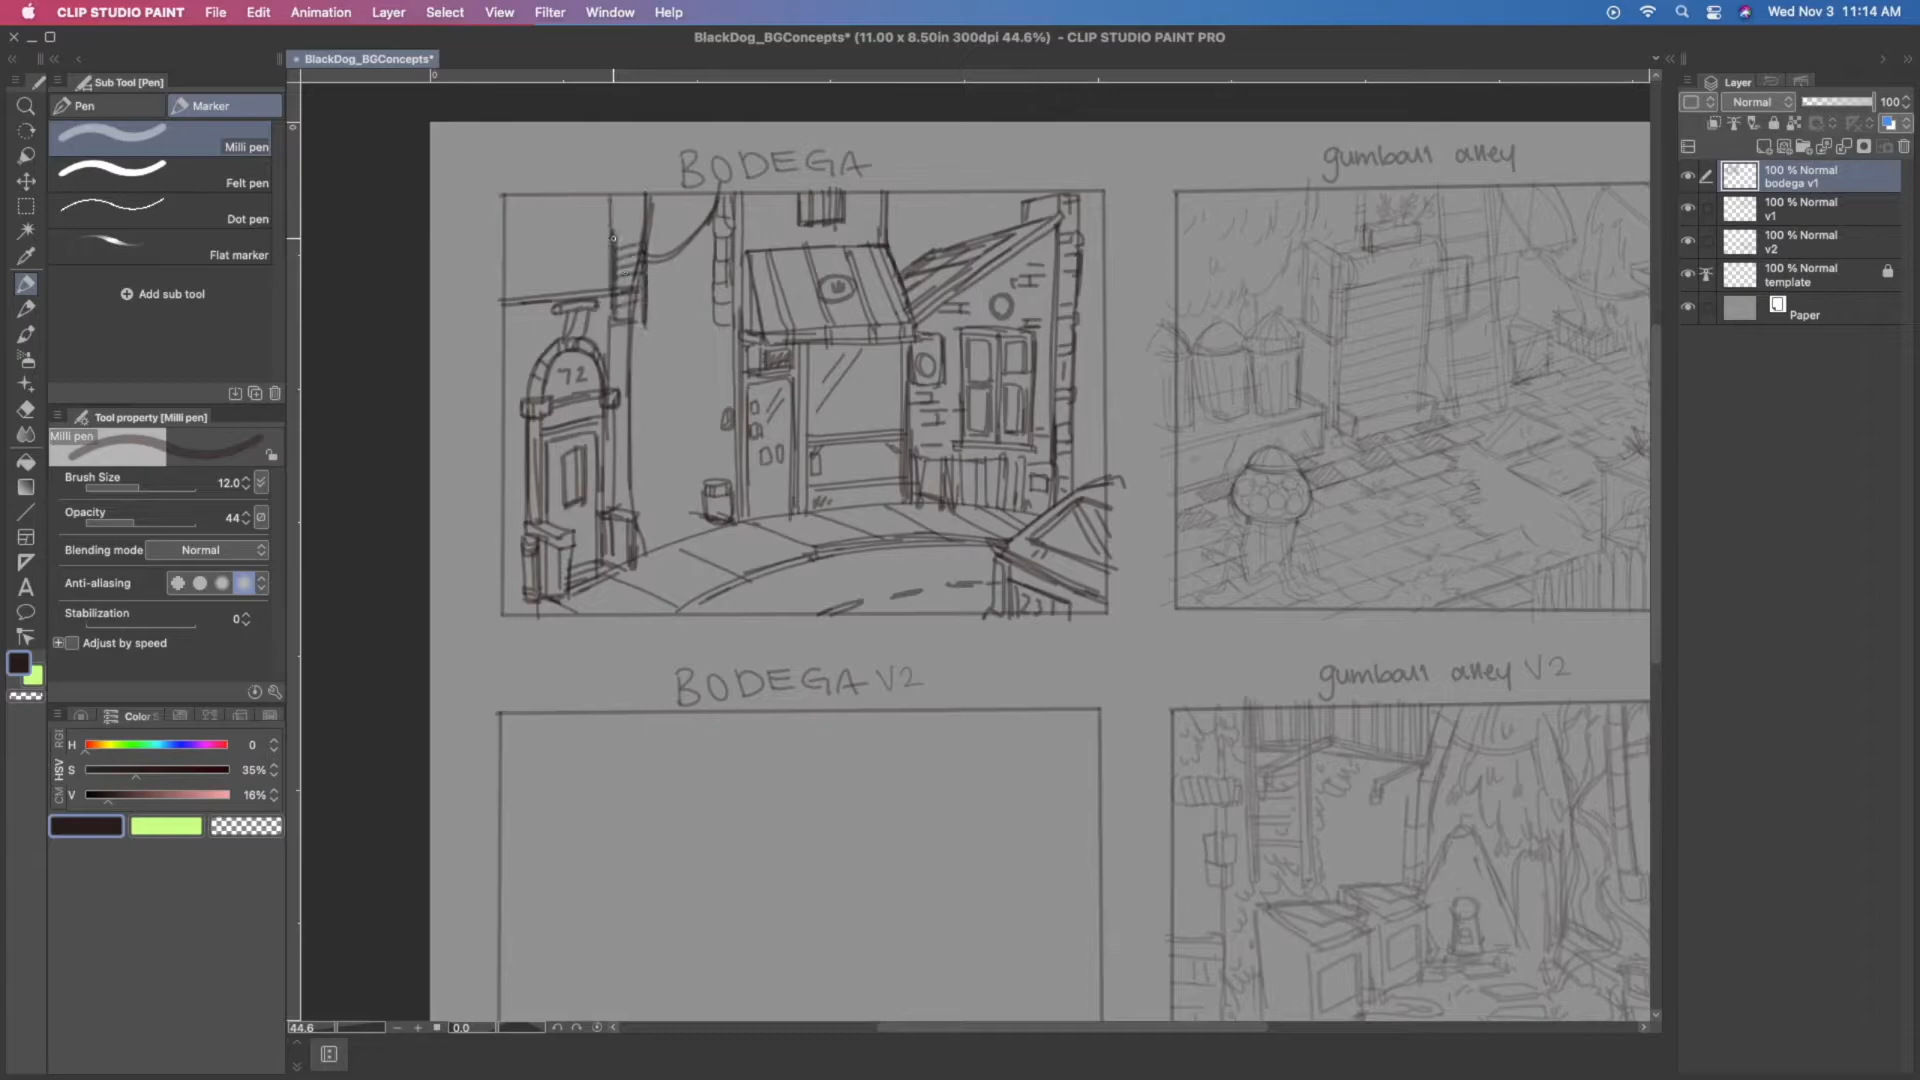 CLIP STUDIO PAINT File Edit Animation Layer Select View Filter Window Help Wed Nov 3 11:14 AM
BlackDog_BGConcepts* (11.00 x 8.50in 300dpi 44.6%) - CLIP STUDIO PAINT PRO
BlackDog_BGConcepts*
Sub Tool [Pen]
Pen Marker
Milli pen
Felt pen
Dot pen
Flat marker
Add sub tool
Tool property [Milli pen]
Milli pen
Brush Size 12.0
Opacity 44
Blending mode Normal
Anti-aliasing
Stabilization 0
Adjust by speed
Color S
RGB
HSV
CM
H 0
S 35%
V 16%
0
0
BODEGA
gumball alley
72
BODEGA V2
gumball alley V2
44.6 0.0
Layer
Normal 100
100 % Normal
bodega v1
100 % Normal
v1
100 % Normal
v2
100 % Normal
template
Paper